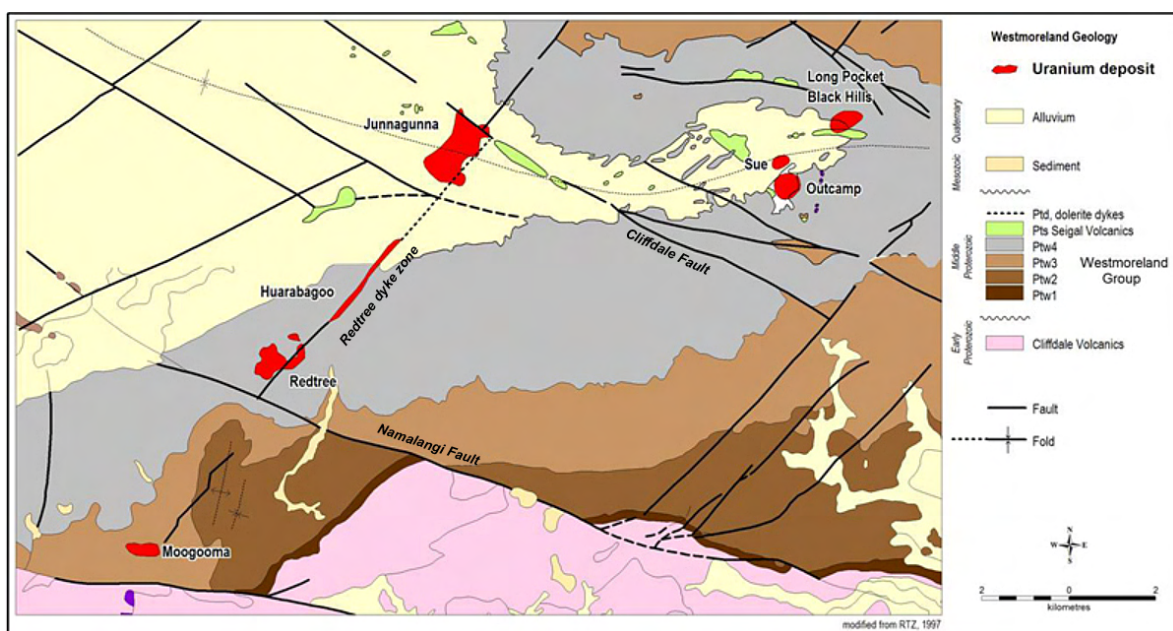 Long Pocket
Black Hills
Junnagunna
Sue
Outcamp
Cliffdale Fault
Huarabagoo
Redtree dyke zone
Redtree
Namalangi Fault
Moogooma
Westmoreland Geology
Uranium deposit
Quaternary
Alluvium
Mesozoic
Sediment
Middle
Proterozoic
Ptd, dolerite dykes
Pts Seigal Volcanics
Ptw4
Ptw3
Ptw2
Ptw1
Westmoreland
Group
Early
Proterozoic
Cliffdale Volcanics
Fault
Fold
N
W E
S
2 0 2
kilometres
modified from RTZ, 1997